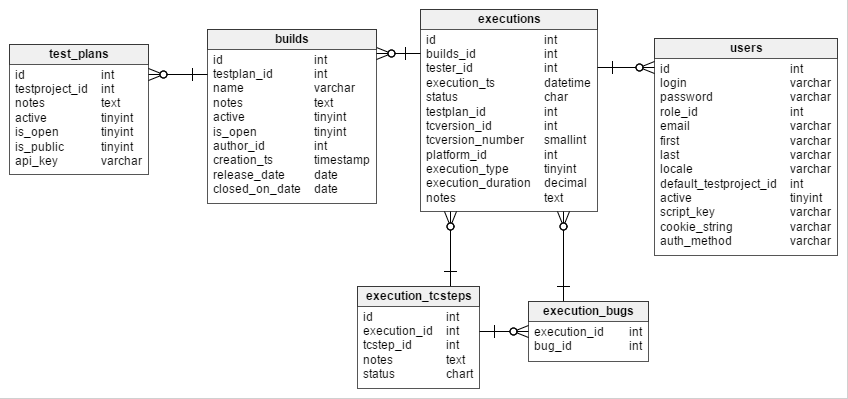 test_plans
id int
testproject_id int
notes text
active tinyint
is_open tinyint
is_public tinyint
api_key varchar
builds
id int
testplan_id int
name varchar
notes text
active tinyint
is_open tinyint
author_id int
creation_ts timestamp
release_date date
closed_on_date date
executions
id int
builds_id int
tester_id int
execution_ts datetime
status char
testplan_id int
tcversion_id int
tcversion_number smallint
platform_id int
execution_type tinyint
execution_duration decimal
notes text
users
id int
login varchar
password varchar
role_id int
email varchar
first varchar
last varchar
locale varchar
default_testproject_id int
active tinyint
script_key varchar
cookie_string varchar
auth_method varchar
execution_tcsteps
id int
execution_id int
tcstep_id int
notes text
status chart
execution_bugs
execution_id int
bug_id int